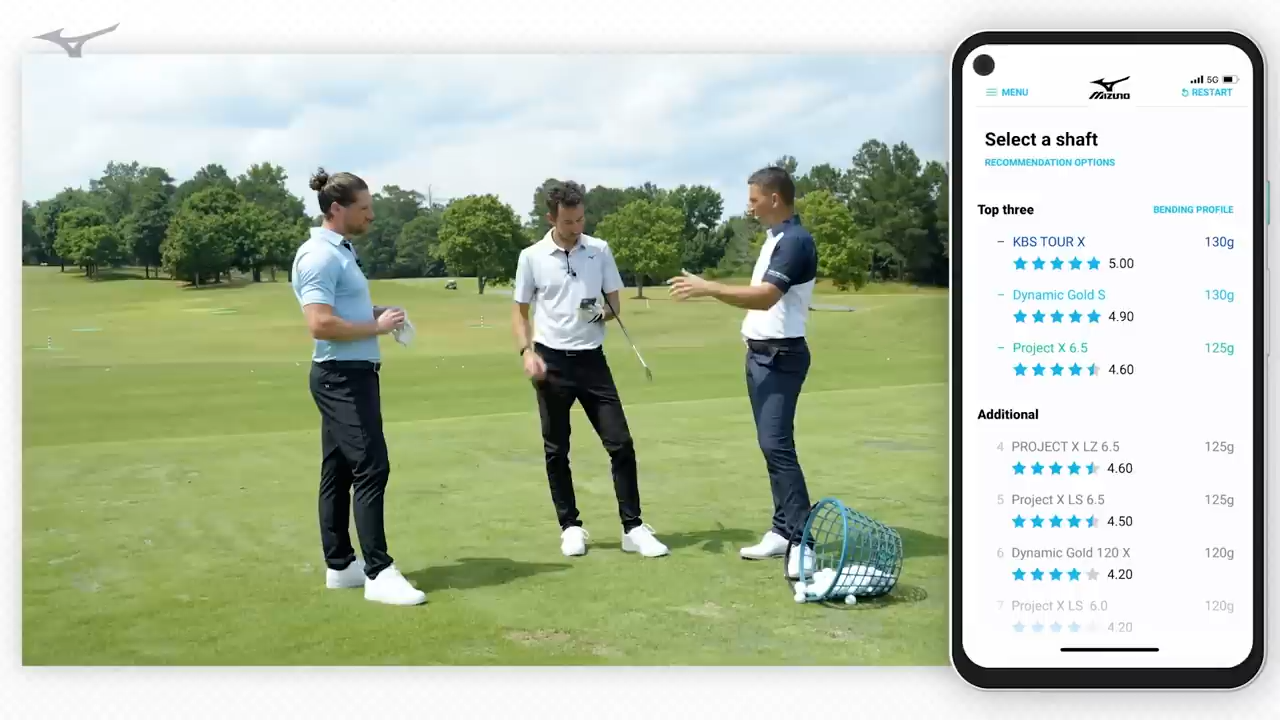 5G
MENU
MIZUNO
RESTART
Select a shaft
RECOMMENDATION OPTIONS
Top three
BENDING PROFILE
– KBS TOUR X 130g
5.00
– Dynamic Gold S 130g
4.90
– Project X 6.5 125g
4.60
Additional
4 PROJECT X LZ 6.5 125g
4.60
5 Project X LS 6.5 125g
4.50
6 Dynamic Gold 120 X 120g
4.20
7 Project X LS 6.0 120g
4.20